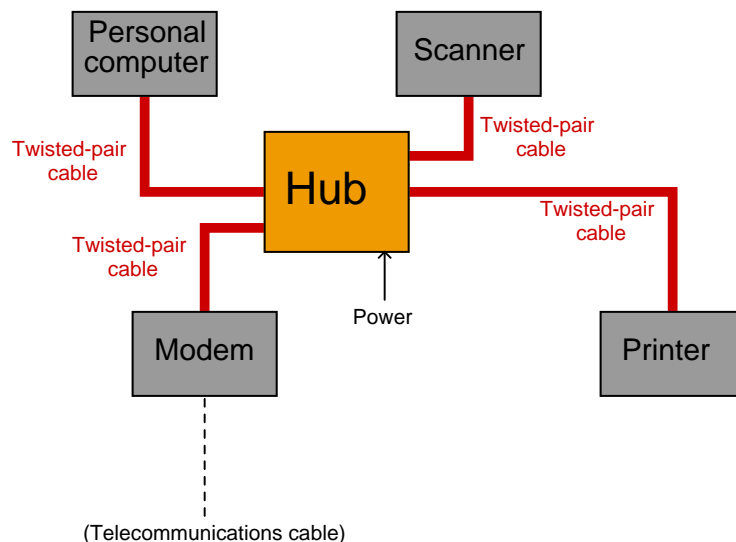 Personal
computer
Scanner
Twisted-pair
cable
Twisted-pair
cable
Hub
Twisted-pair
cable
Twisted-pair
cable
Power
Modem
Printer
(Telecommunications cable)